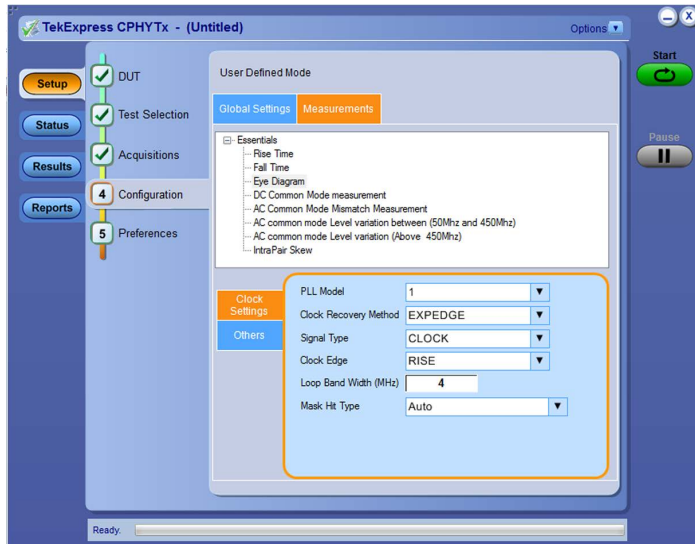 TekExpress CPHYTx - (Untitled)
Options
Start
Pause
Setup
Status
Results
Reports
DUT
Test Selection
Acquisitions
4 Configuration
5 Preferences
User Defined Mode
Global Settings Measurements
Essentials
Rise Time
Fall Time
Eye Diagram
DC Common Mode measurement
AC Common Mode Mismatch Measurement
AC common mode Level variation between (50Mhz and 450Mhz)
AC common mode Level variation (Above 450Mhz)
IntraPair Skew
Clock Settings
Others
PLL Model 1
Clock Recovery Method EXPEDGE
Signal Type CLOCK
Clock Edge RISE
Loop Band Width (MHz) 4
Mask Hit Type Auto
Ready.